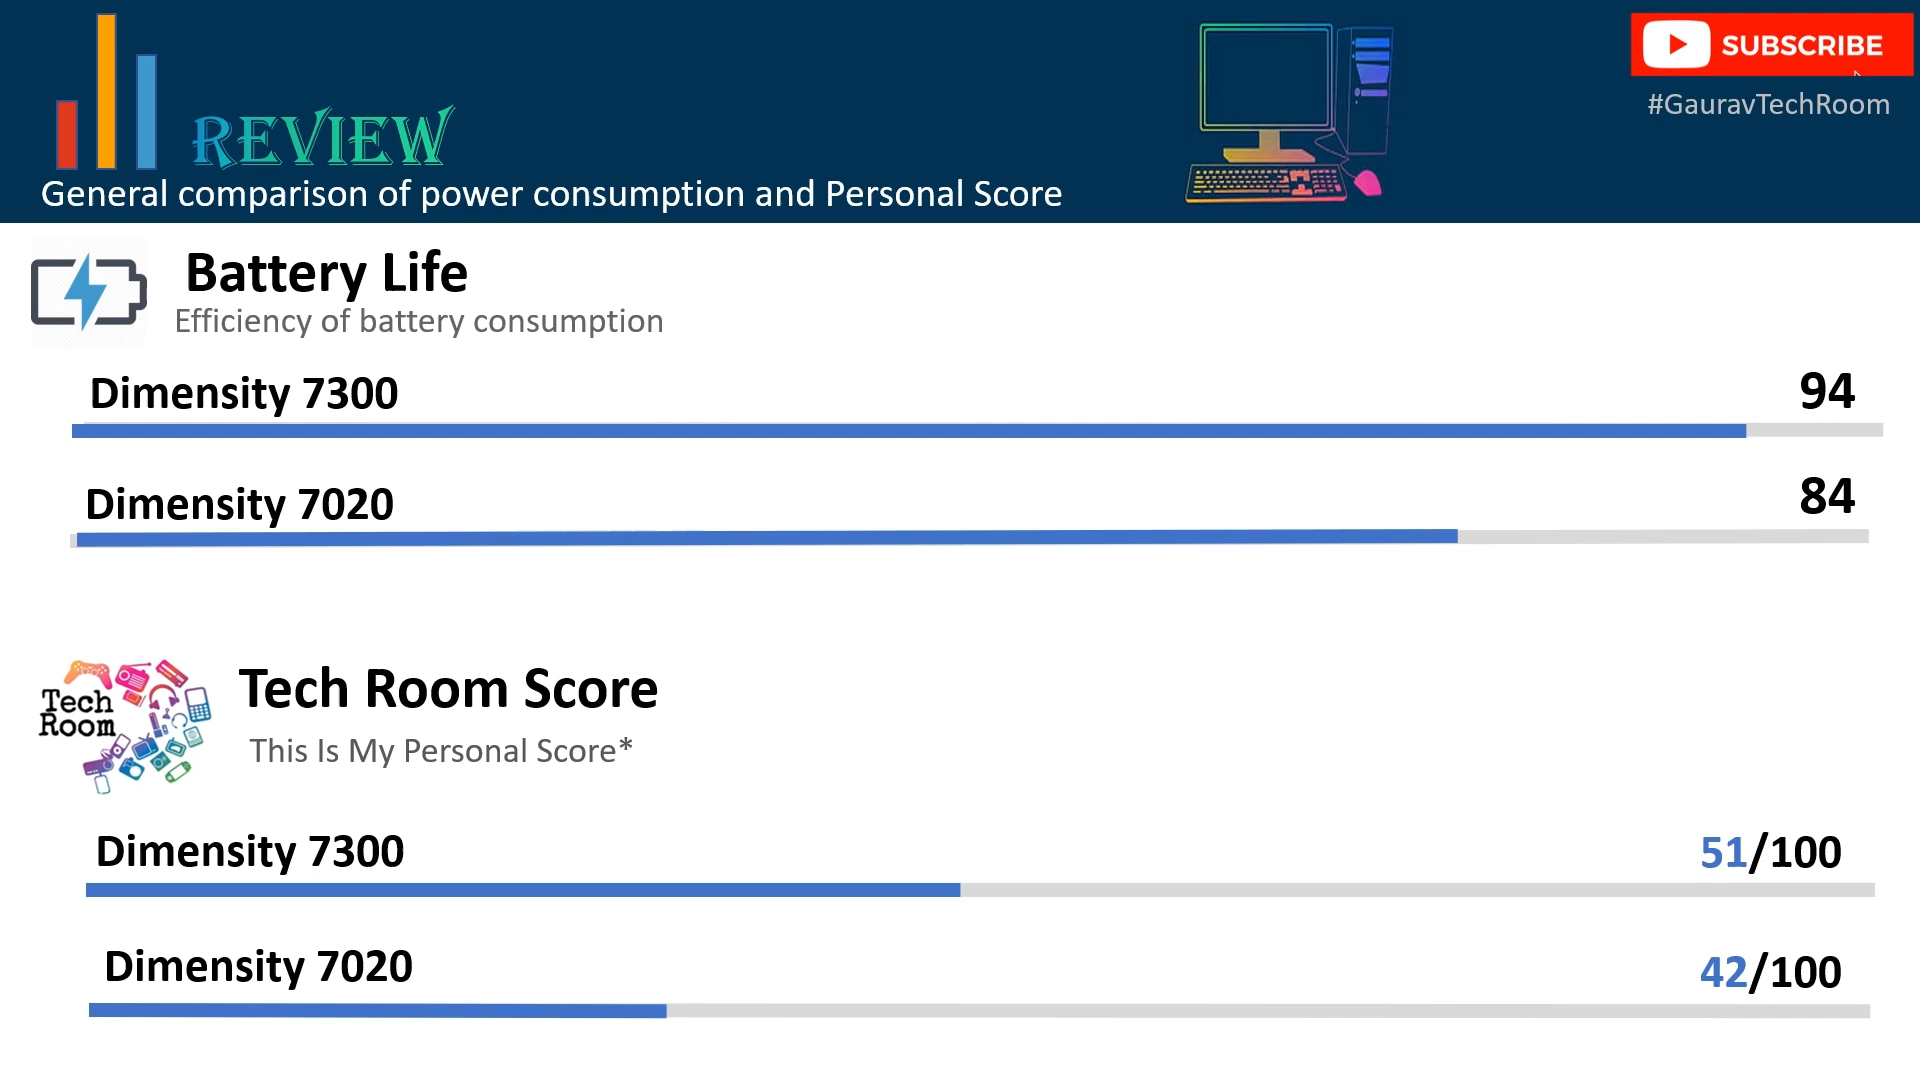 SUBSCRIBE
#GauravTechRoom
REVIEW
General comparison of power consumption and Personal Score
Battery Life
Efficiency of battery consumption
Dimensity 7300
94
Dimensity 7020
84
Tech
Room
Tech Room Score
This Is My Personal Score*
Dimensity 7300
51/100
Dimensity 7020
42/100